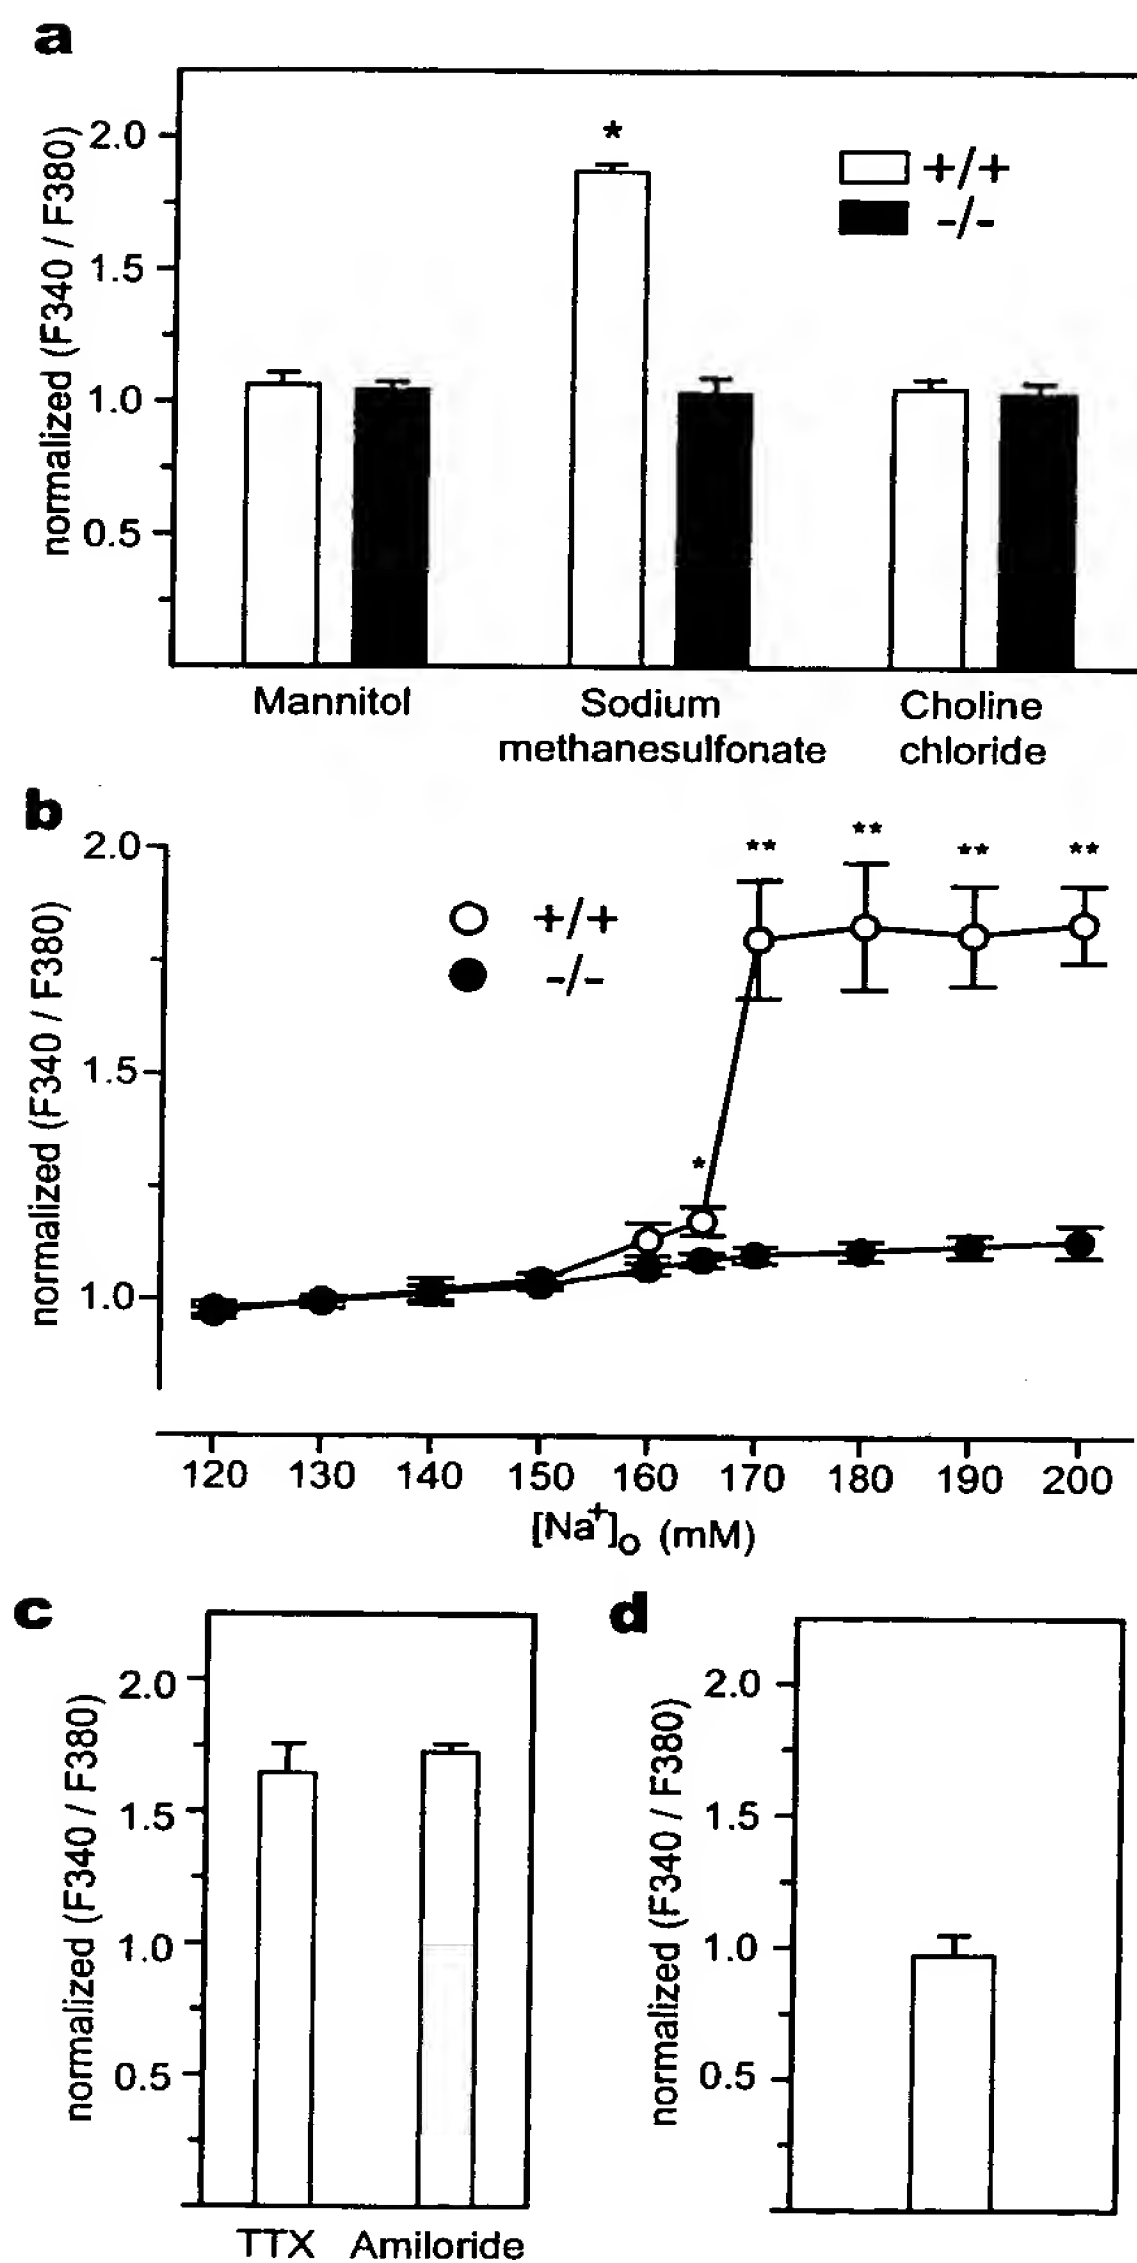 a
normalized (F340 / F380)
2.0
1.5
1.0
0.5
*
+/+
-/-
Mannitol
Sodium
methanesulfonate
Choline
chloride
b
normalized (F340 / F380)
2.0
1.5
1.0
+/+
-/-
*
**
**
**
**
120 130 140 150 160 170 180 190 200
[Na+]o (mM)
c
normalized (F340 / F380)
2.0
1.5
1.0
0.5
TTX Amiloride
d
normalized (F340 / F380)
2.0
1.5
1.0
0.5